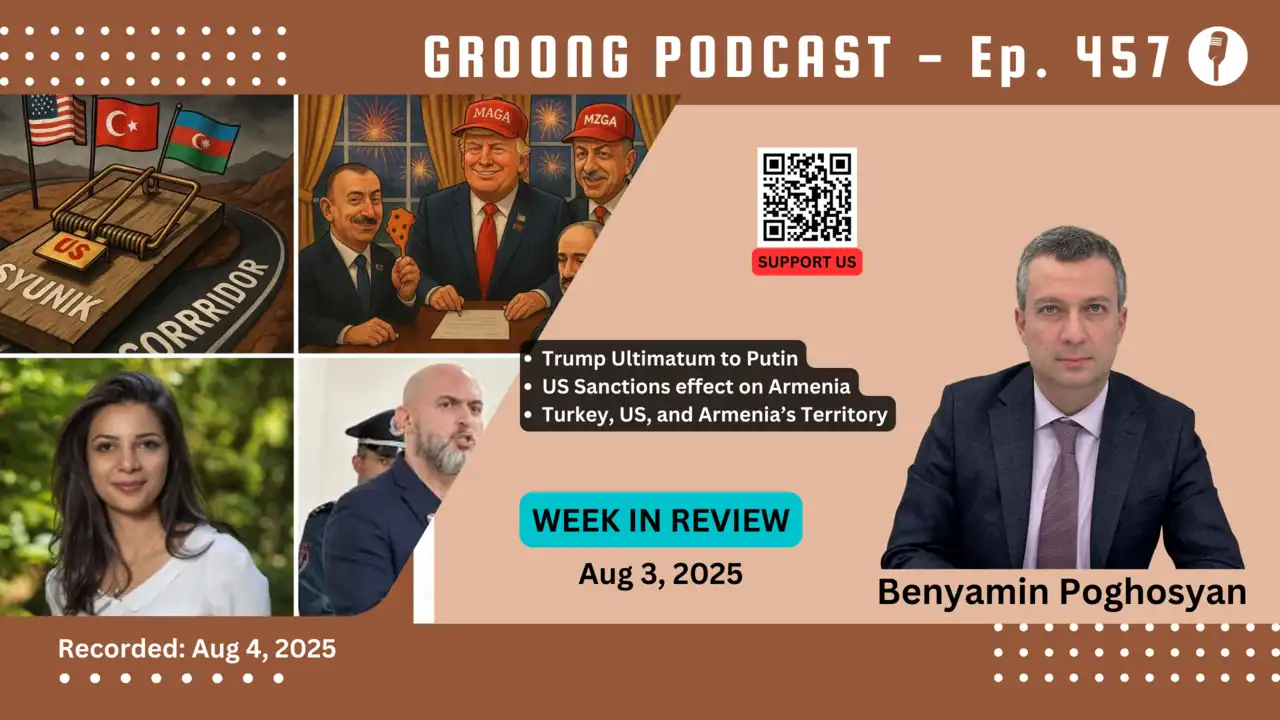 GROONG PODCAST - Ep. 457
MAGA
MZGA
US
SYUNIK
CORRRIDOR
SUPPORT US
• Trump Ultimatum to Putin
• US Sanctions effect on Armenia
• Turkey, US, and Armenia's Territory
WEEK IN REVIEW
Aug 3, 2025
Benyamin Poghosyan
Recorded: Aug 4, 2025